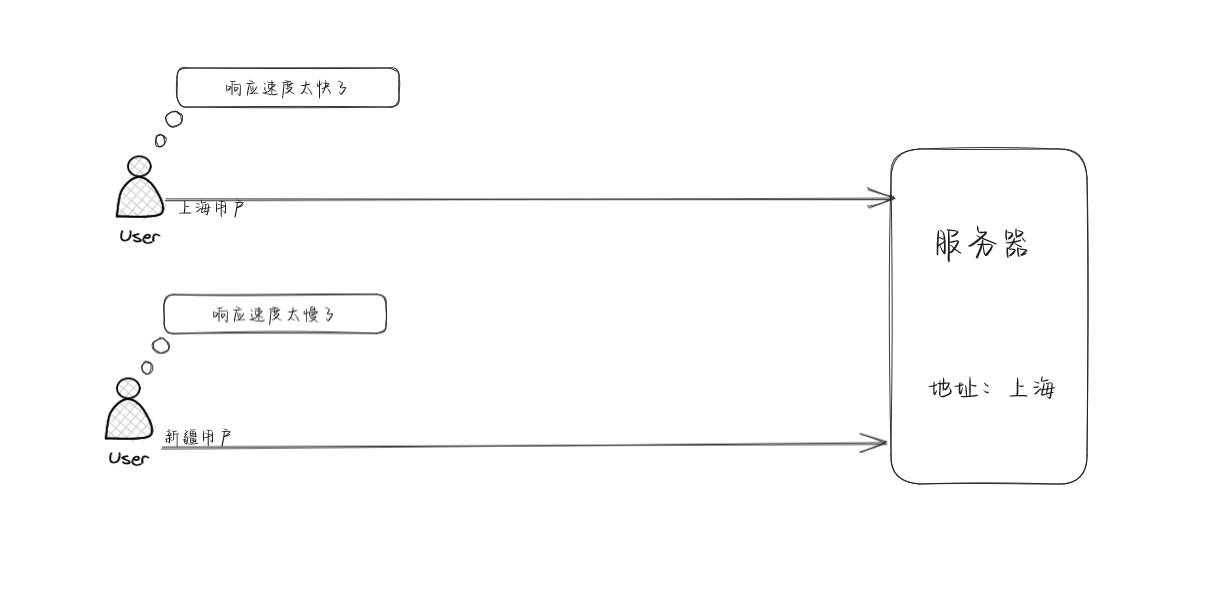 响应速度太快了
上海用户
User
服务器
响应速度太慢了
地址：上海
新疆用户
User